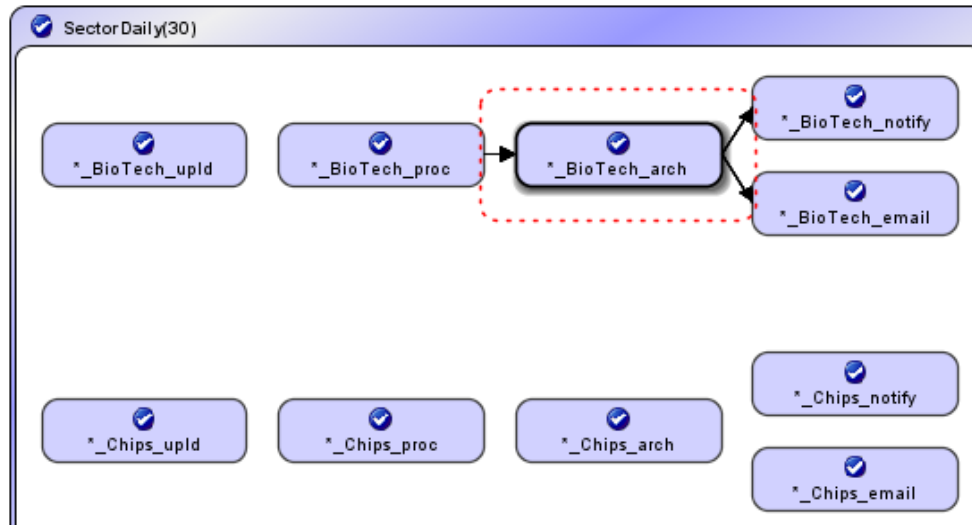 SectorDaily(30)
*_BioTech_upld
*_BioTech_proc
*_BioTech_arch
*_BioTech_notify
*_BioTech_email
*_Chips_upld
*_Chips_proc
*_Chips_arch
*_Chips_notify
*_Chips_email